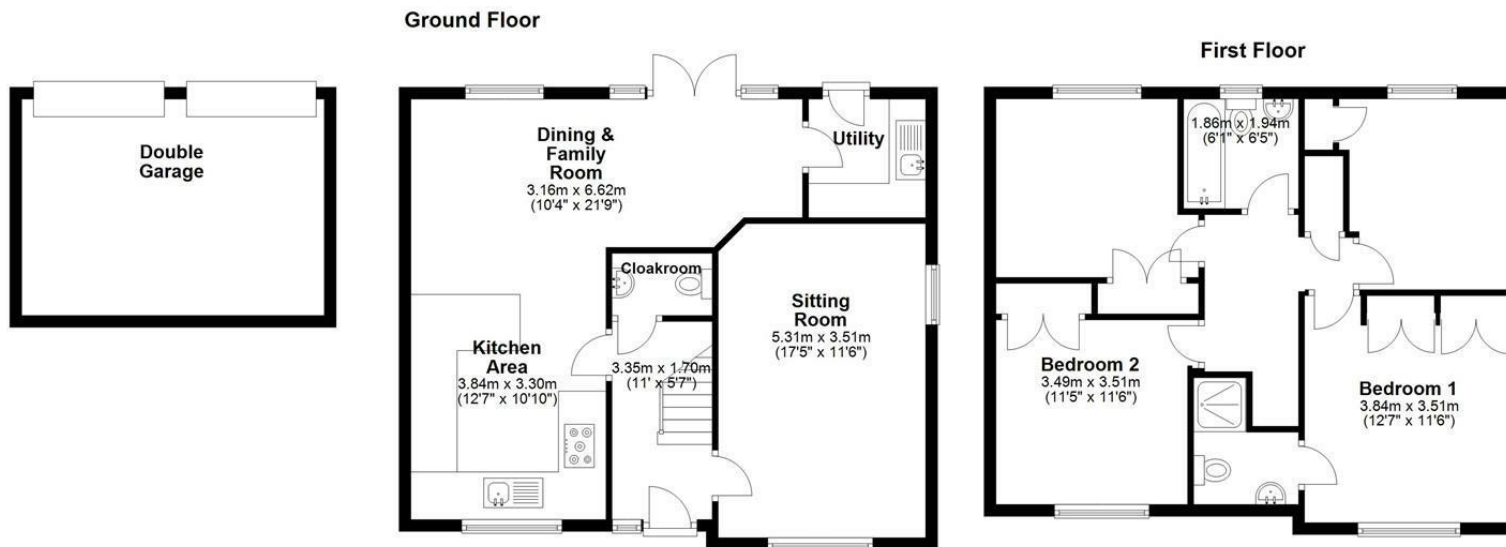 Ground Floor
First Floor
Double
Garage
Dining &
Family
Room
3.16m x 6.62m
(10'4" x 21'9")
Utility
Cloakroom
Sitting
Room
5.31m x 3.51m
(17'5" x 11'6")
Kitchen
Area
3.84m x 3.30m
(12'7" x 10'10")
3.35m x 1.70m
(11' x 5'7")
1.86m x 1.94m
(6'1" x 6'5")
Bedroom 2
3.49m x 3.51m
(11'5" x 11'6")
Bedroom 1
3.84m x 3.51m
(12'7" x 11'6")